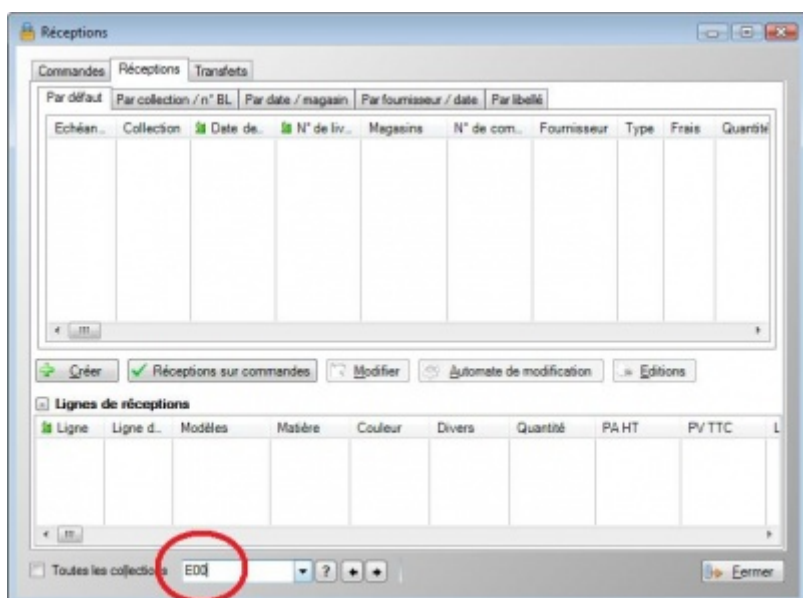 Réceptions
Commandes Réceptions Transferts
Par défaut Par collection / n° BL Par date / magasin Par fournisseur / date Par libellé
Echéan... Collection Date de... N° de liv... Magasins N° de com... Fournisseur Type Frais Quantité
Créer Réceptions sur commandes Modifier Automate de modification Editions
Lignes de réceptions
Ligne Ligne d... Modèles Matière Couleur Divers Quantité PA HT PV TTC L
Toutes les collections E00 ? Fermer